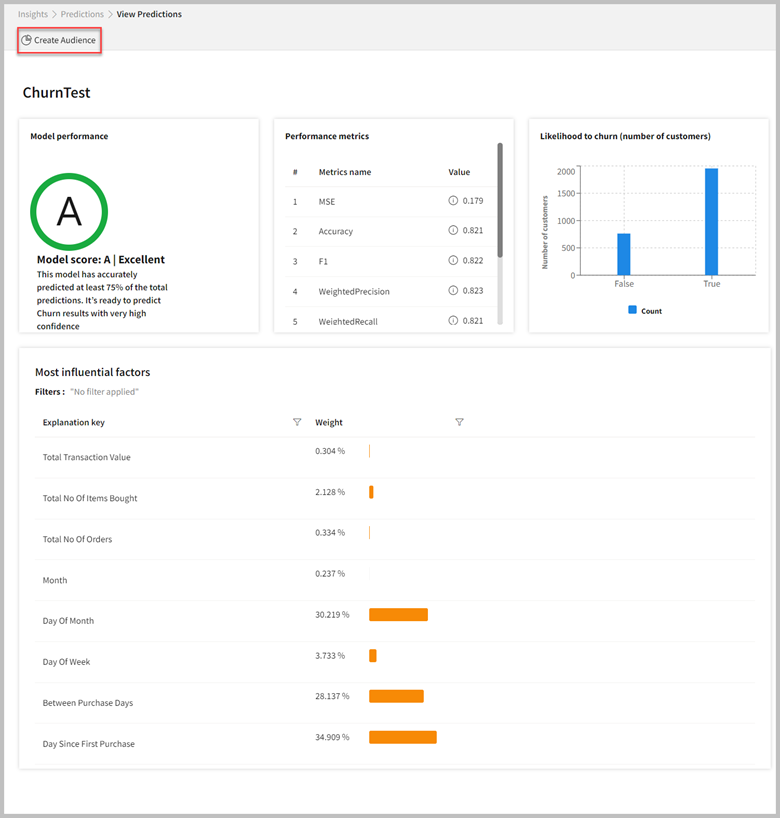 Insights > Predictions > View Predictions
Create Audience
ChurnTest
Model performance
A
Model score: A | Excellent
This model has accurately
predicted at least 75% of the total
predictions. It's ready to predict
Churn results with very high
confidence
Performance metrics
# Metrics name Value
1 MSE 0.179
2 Accuracy 0.821
3 F1 0.822
4 WeightedPrecision 0.823
5 WeightedRecall 0.821
Likelihood to churn (number of customers)
Number of customers
2000
1500
1000
500
0
False True
Count
Most influential factors
Filters : "No filter applied"
Explanation key Weight
Total Transaction Value 0.304 %
Total No Of Items Bought 2.128 %
Total No Of Orders 0.334 %
Month 0.237 %
Day Of Month 30.219 %
Day Of Week 3.733 %
Between Purchase Days 28.137 %
Day Since First Purchase 34.909 %